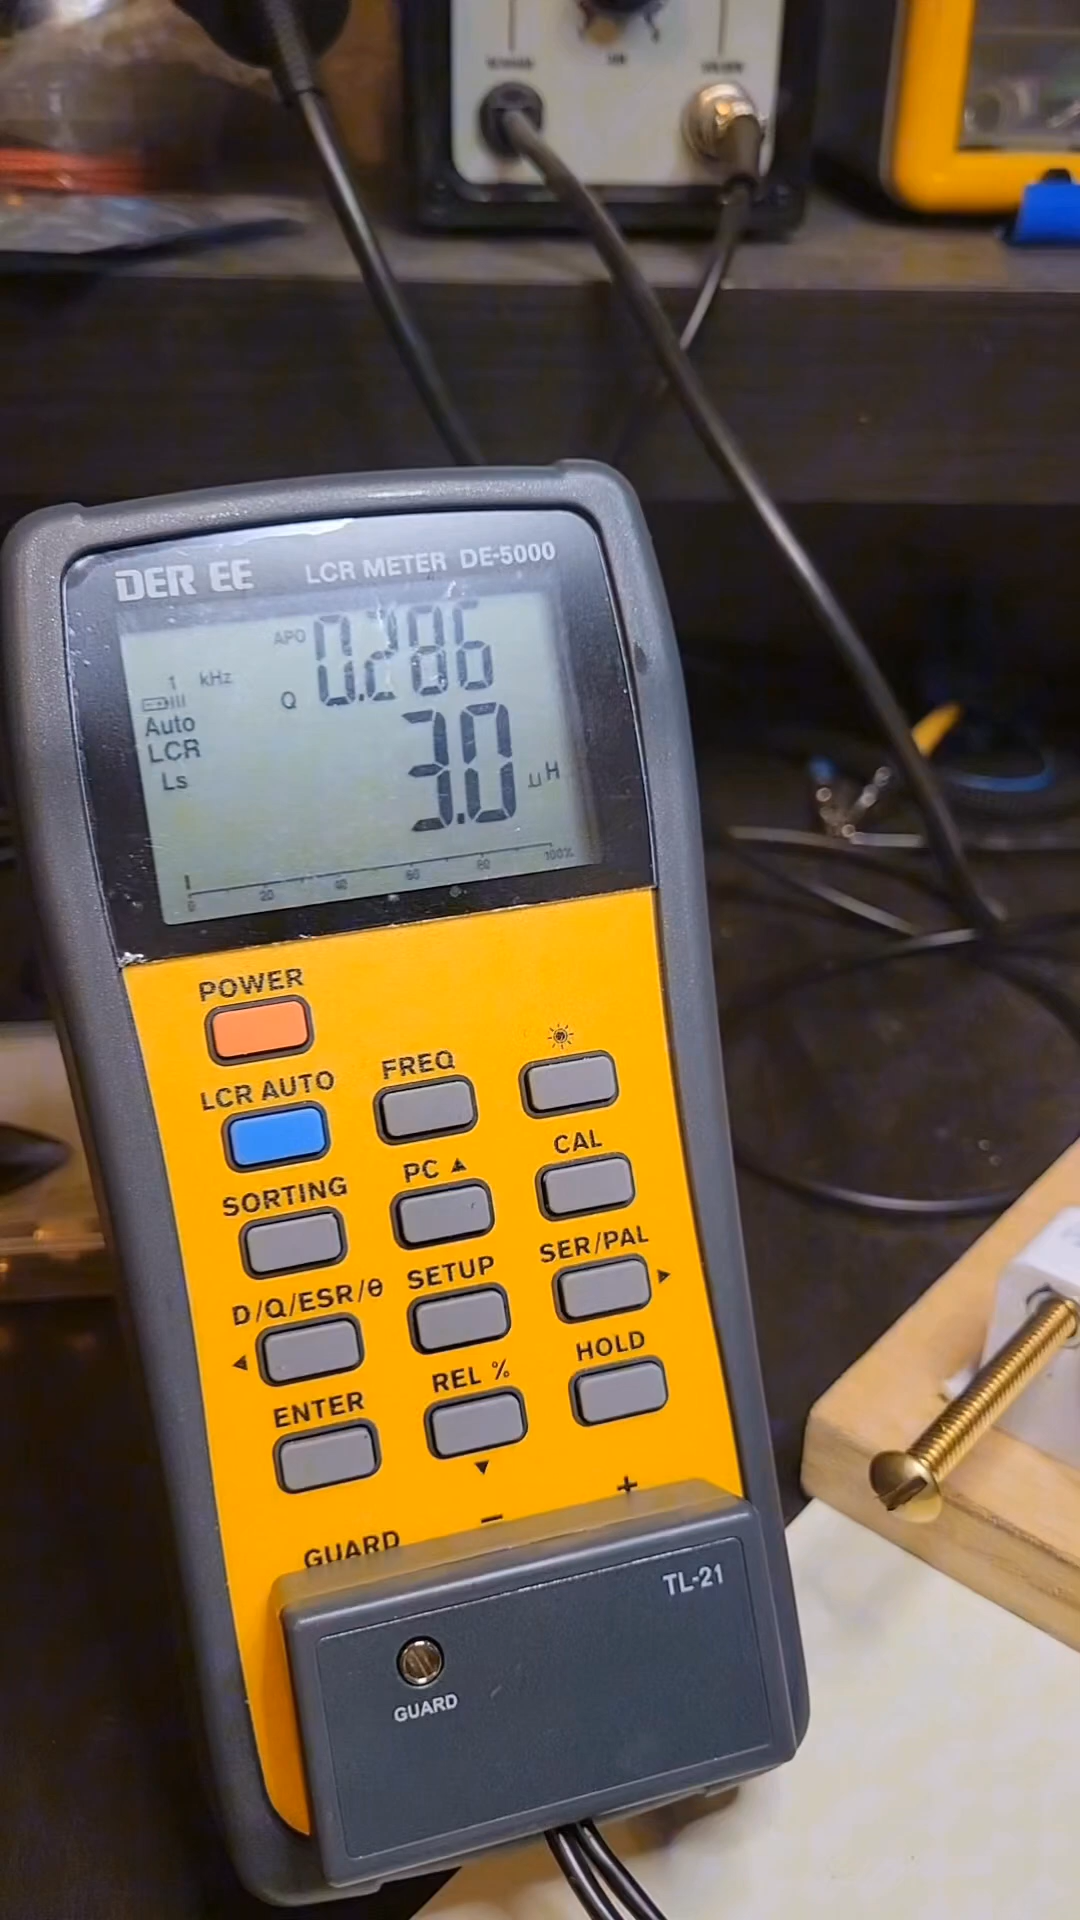 DER EE LCR METER DE-5000
APO
0.286
1 kHz
Q
Auto
LCR
Ls
3.0
µH
0 20 40 60 80 100%
POWER
LCR AUTO
FREQ
SORTING
PC ▲
CAL
D/Q/ESR/θ
SETUP
SER/PAL
◄
►
ENTER
REL %
HOLD
▼
GUARD
−
+
TL-21
GUARD